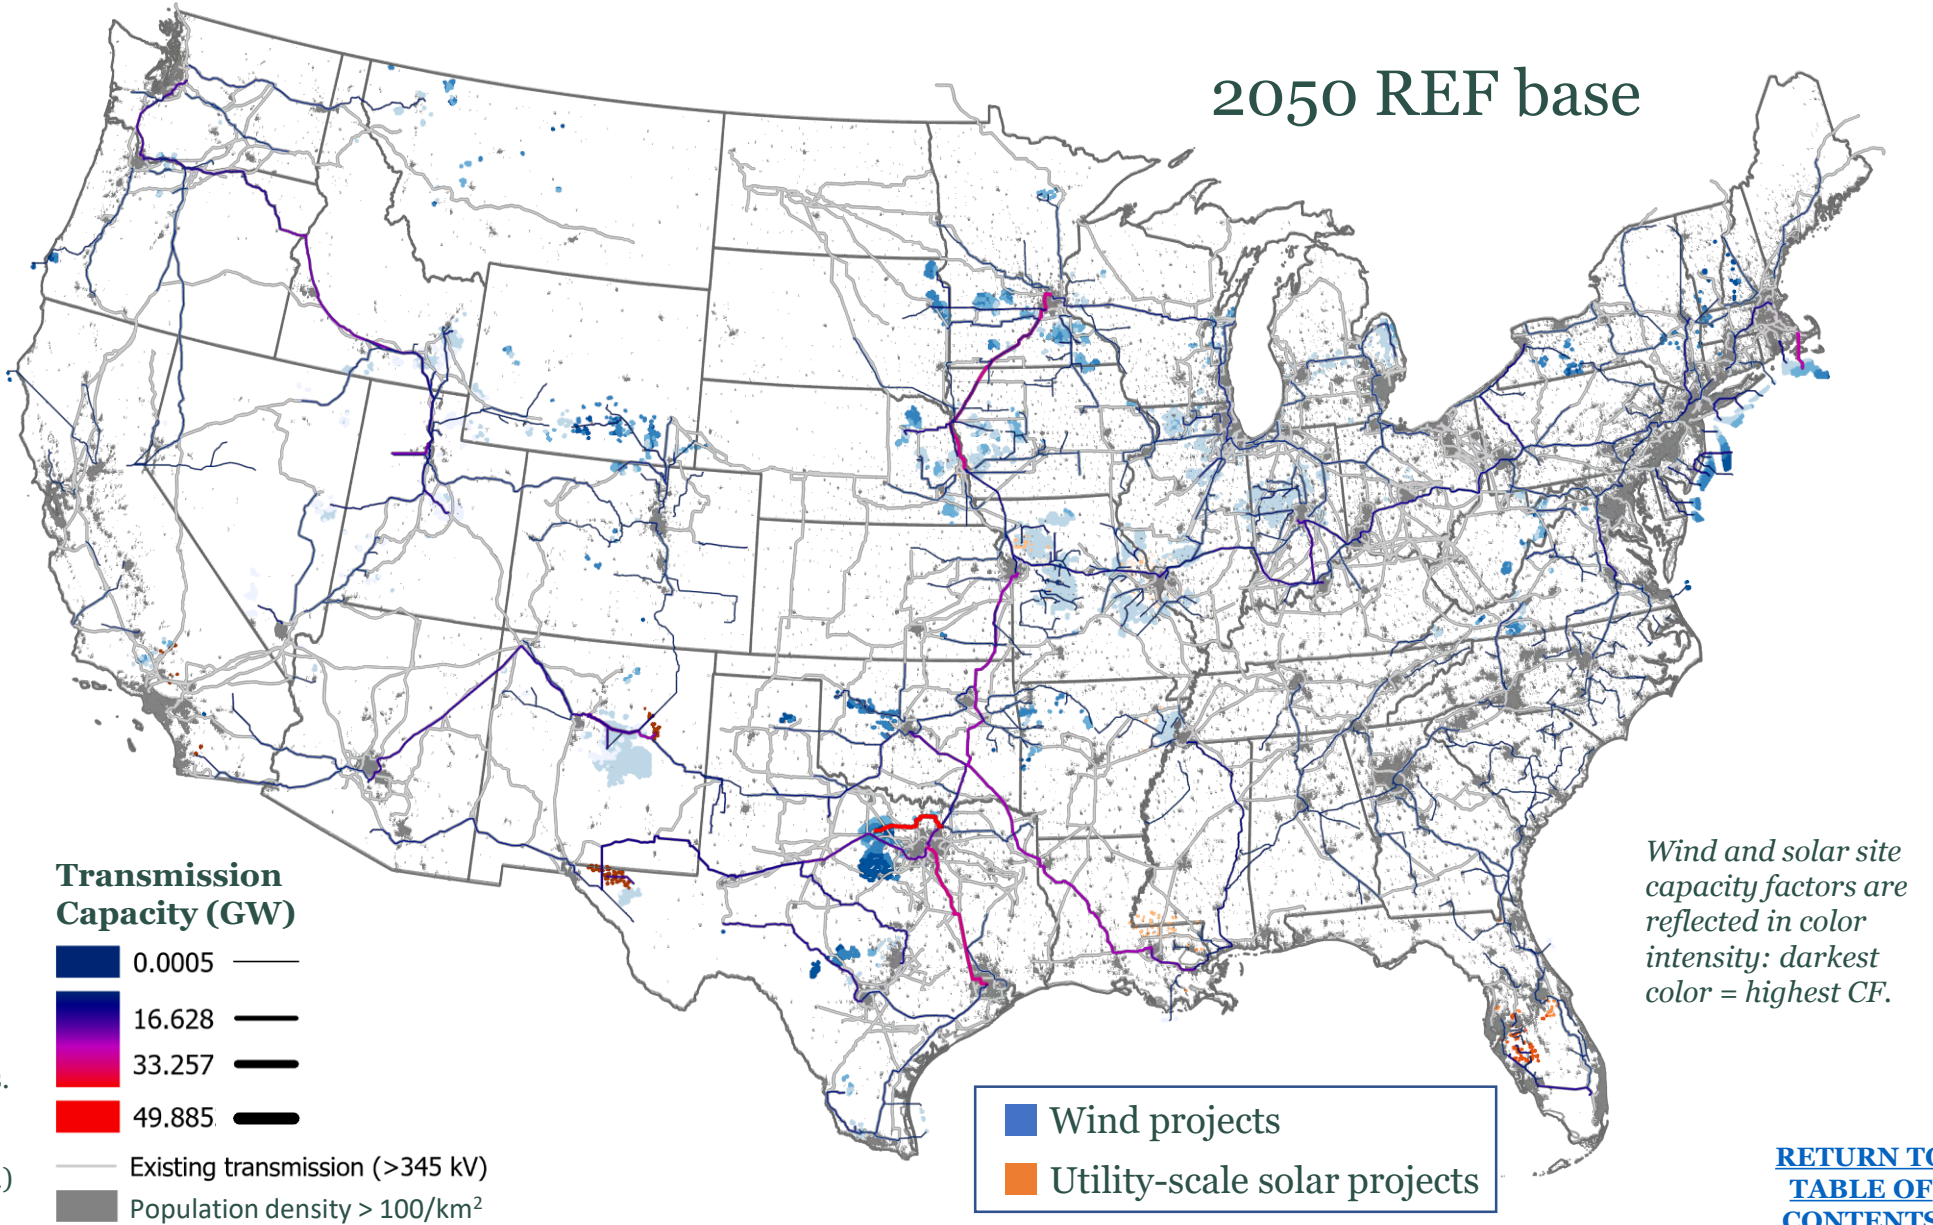 2050 REF base
Wind and solar site
capacity factors are
reflected in color
intensity: darkest
color = highest CF.
Transmission
Capacity (GW)
0.0005
16.628
33.257
49.885
Existing transmission (>345 kV)
Population density > 100/km²
Wind projects
Utility-scale solar projects
RETURN TO
TABLE OF
CONTENTS